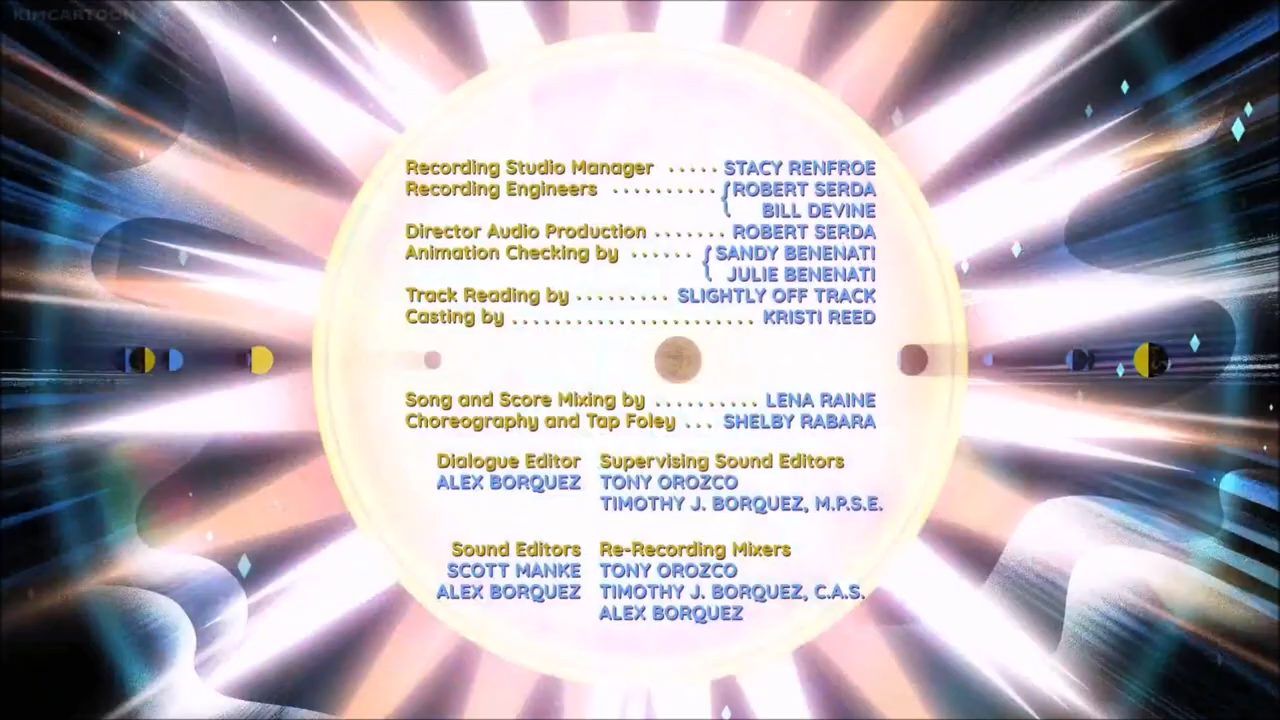 KIMCARTOON
Recording Studio Manager ..... STACY RENFROE
Recording Engineers .......... { ROBERT SERDA
BILL DEVINE
Director Audio Production ....... ROBERT SERDA
Animation Checking by ...... { SANDY BENENATI
JULIE BENENATI
Track Reading by ......... SLIGHTLY OFF TRACK
Casting by ....................... KRISTI REED
Song and Score Mixing by .......... LENA RAINE
Choreography and Tap Foley ... SHELBY RABARA
Dialogue Editor
ALEX BORQUEZ
Supervising Sound Editors
TONY OROZCO
TIMOTHY J. BORQUEZ, M.P.S.E.
Sound Editors
SCOTT MANKE
ALEX BORQUEZ
Re-Recording Mixers
TONY OROZCO
TIMOTHY J. BORQUEZ, C.A.S.
ALEX BORQUEZ